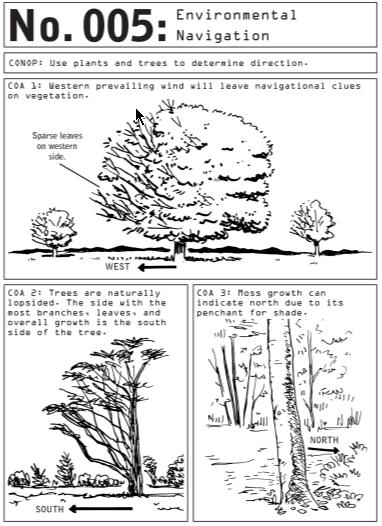 No. 005:
Environmental
Navigation
CONOP: Use plants and trees to determine direction.
COA 1: Western prevailing wind will leave navigational clues
on vegetation.
Sparse leaves
on western
side.
WEST
COA 2: Trees are naturally
lopsided. The side with the
most branches, leaves, and
overall growth is the south
side of the tree.
SOUTH
COA 3: Moss growth can
indicate north due to its
penchant for shade.
NORTH